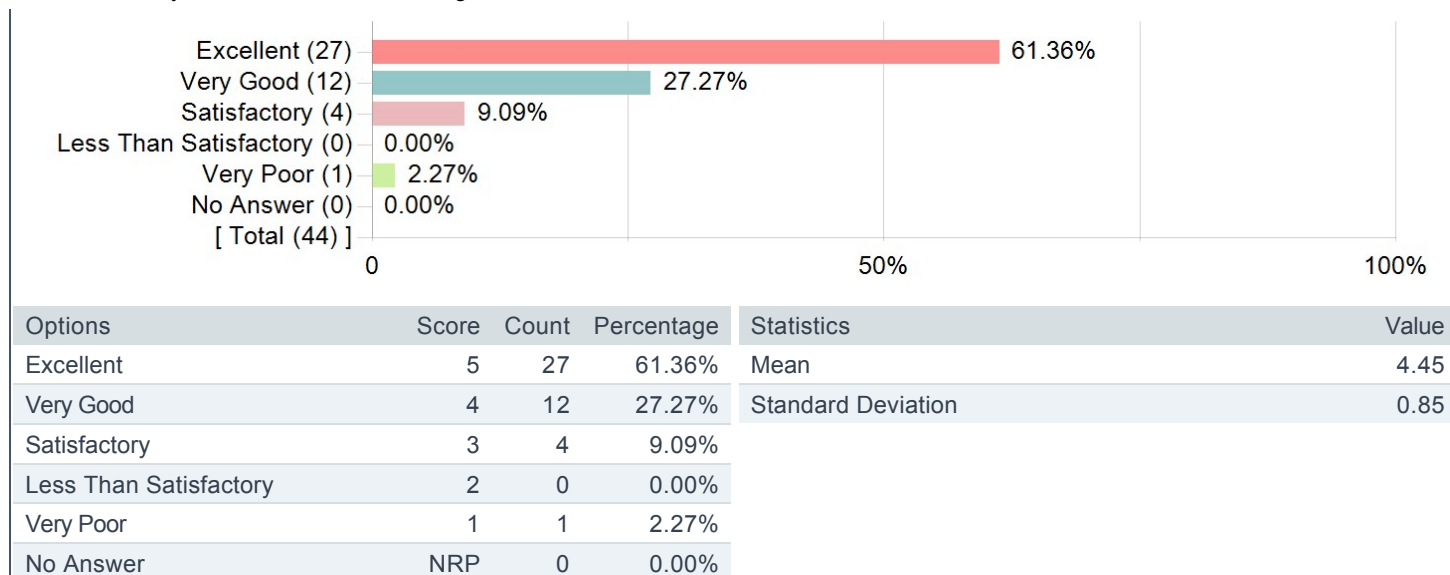 Excellent (27) 61.36%
Very Good (12) 27.27%
Satisfactory (4) 9.09%
Less Than Satisfactory (0) 0.00%
Very Poor (1) 2.27%
No Answer (0) 0.00%
[ Total (44) ]
0 50% 100%
Options Score Count Percentage Statistics Value
Excellent 5 27 61.36% Mean 4.45
Very Good 4 12 27.27% Standard Deviation 0.85
Satisfactory 3 4 9.09%
Less Than Satisfactory 2 0 0.00%
Very Poor 1 1 2.27%
No Answer NRP 0 0.00%